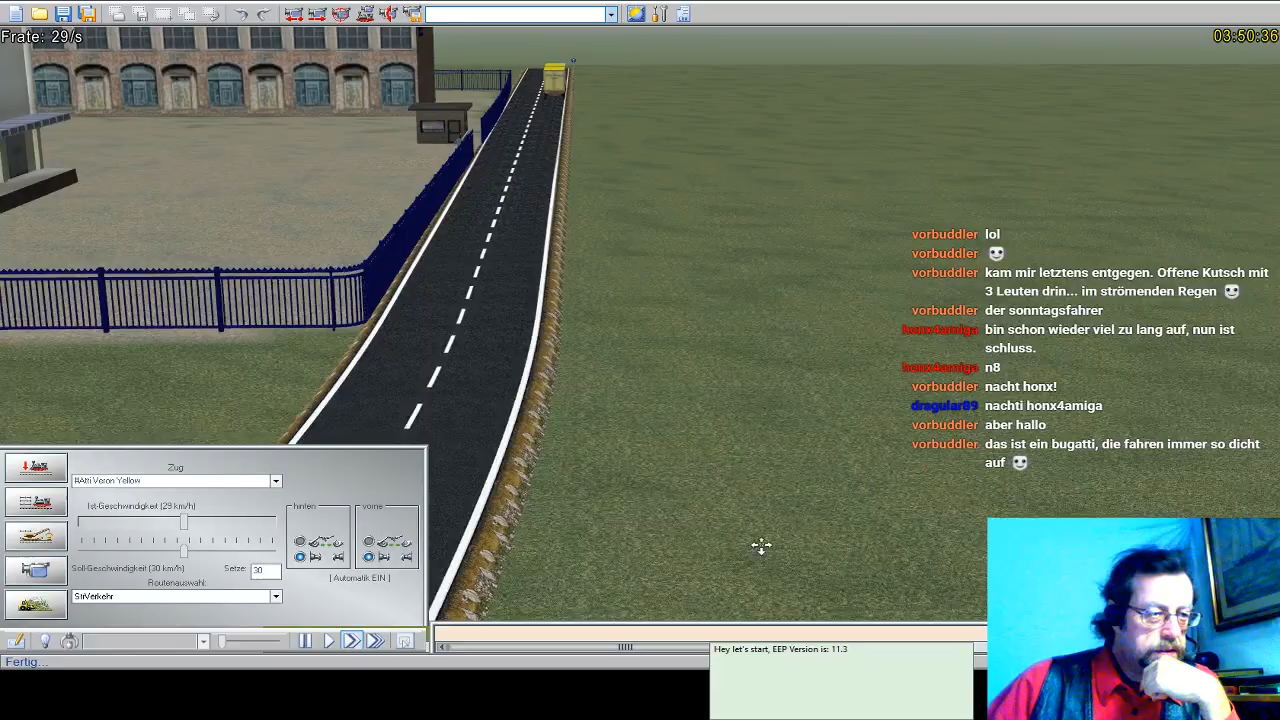 Frate: 29/s
03:50:36
vorbuddler lol
vorbuddler
vorbuddler kam mir letztens entgegen. Offene Kutsch mit
3 Leuten drin... im strömenden Regen
vorbuddler der sonntagsfahrer
honx4amiga bin schon wieder viel zu lang auf, nun ist
schluss.
honx4amiga n8
vorbuddler nacht honx!
dragular89 nachti honx4amiga
vorbuddler aber hallo
vorbuddler das ist ein bugatti, die fahren immer so dicht
auf
Zug
#Atti Veron Yellow
Ist-Geschwindigkeit (29 km/h)
hinten
vorne
Soll-Geschwindigkeit (30 km/h)
Setze: 30
[ Automatik EIN ]
Routenauswahl:
StrVerkehr
Fertig...
Hey let's start, EEP Version is: 11.3